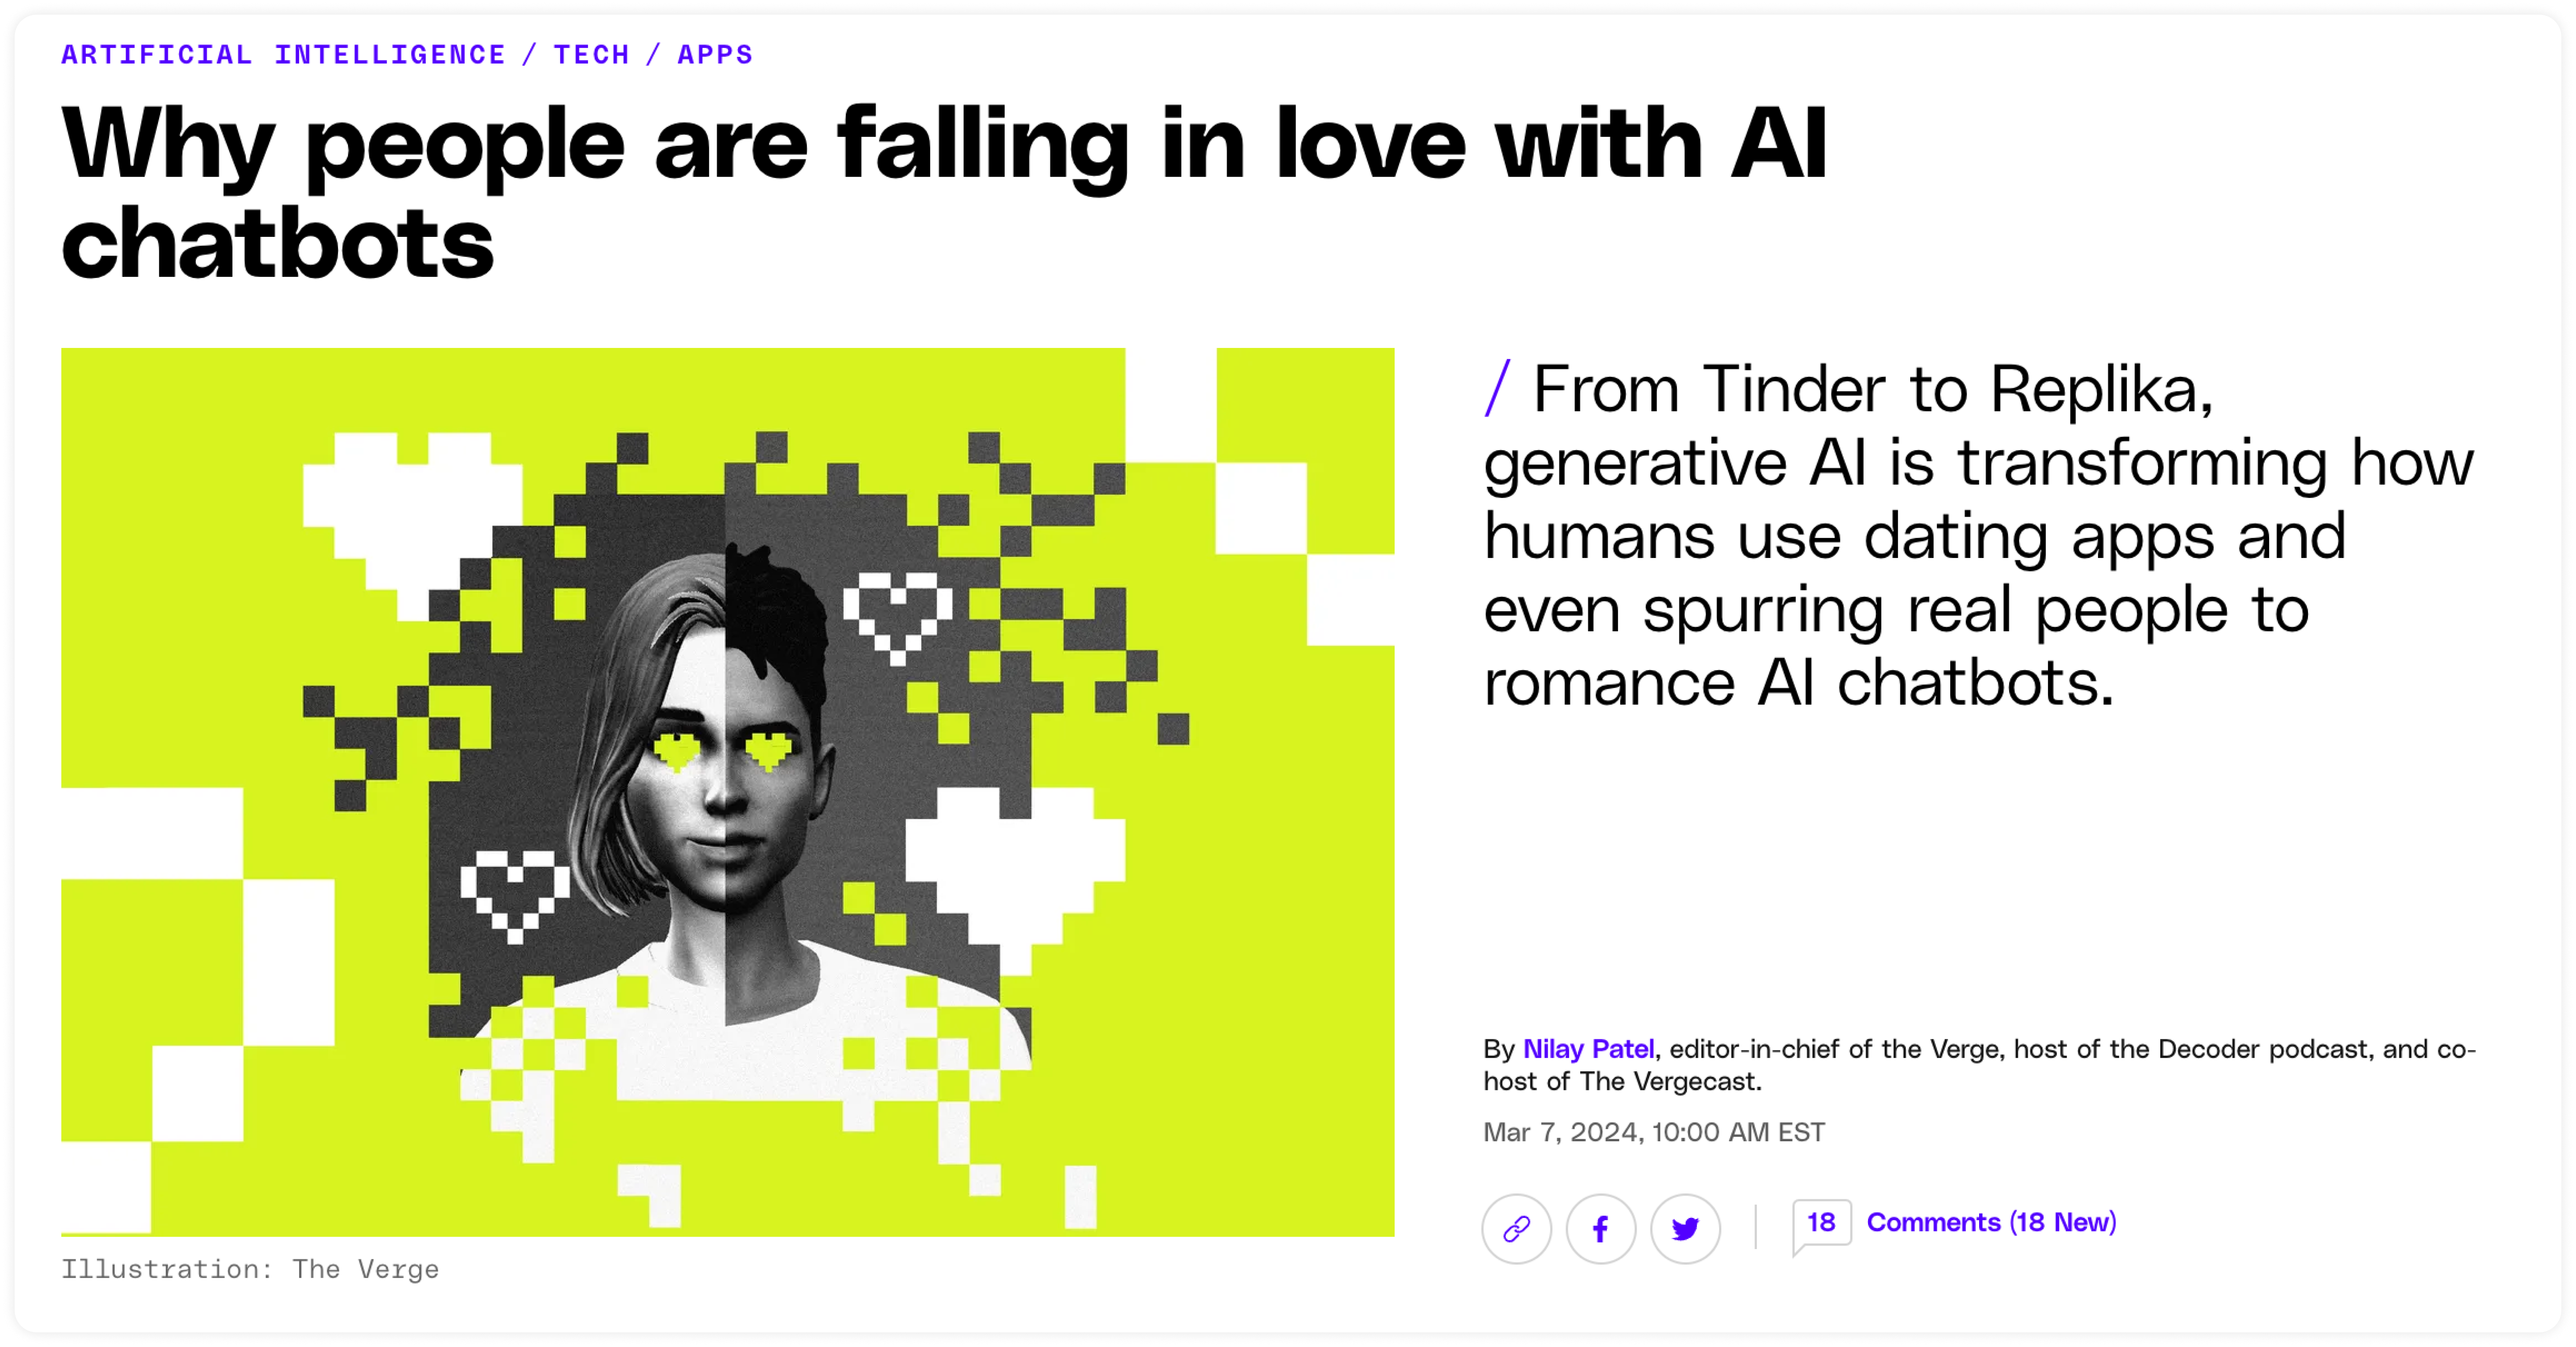 ARTIFICIAL INTELLIGENCE / TECH / APPS
Why people are falling in love with AI
chatbots
/ From Tinder to Replika,
generative AI is transforming how
humans use dating apps and
even spurring real people to
romance AI chatbots.
By Nilay Patel, editor-in-chief of the Verge, host of the Decoder podcast, and co-
host of The Vergecast.
Mar 7, 2024, 10:00 AM EST
18 Comments (18 New)
Illustration: The Verge